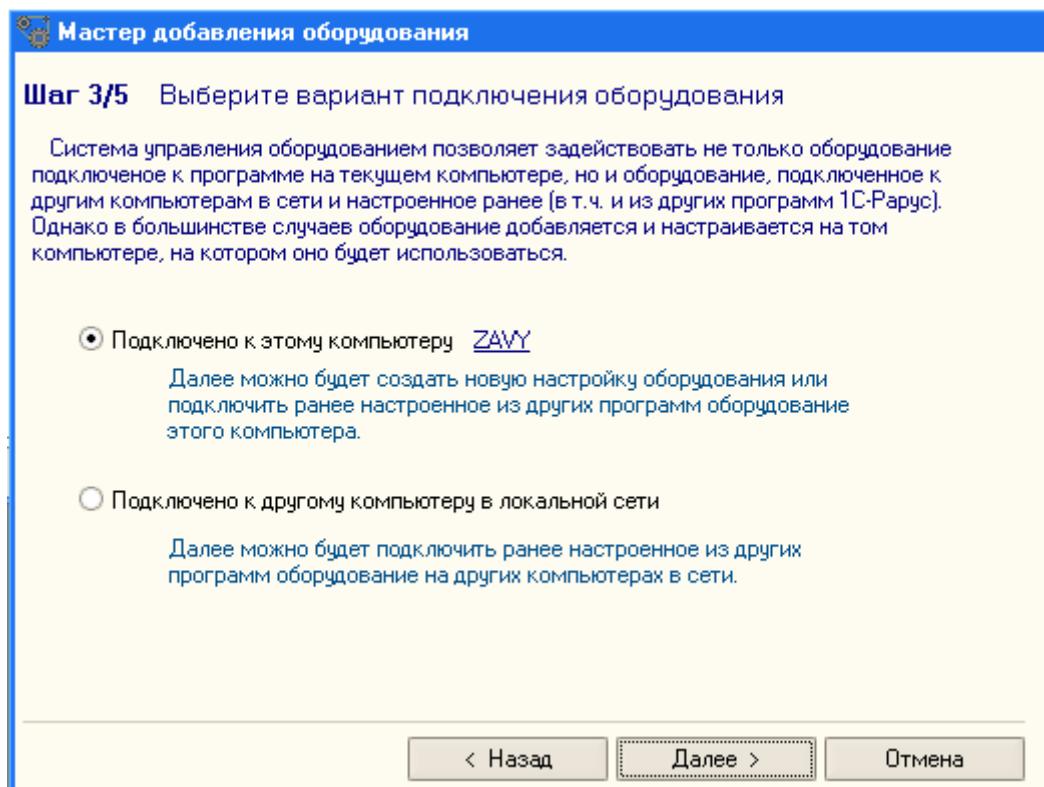 Мастер добавления оборудования
Шаг 3/5 Выберите вариант подключения оборудования
Система управления оборудованием позволяет задействовать не только оборудование
подключеное к программе на текущем компьютере, но и оборудование, подключенное к
другим компьютерам в сети и настроенное ранее (в т.ч. и из других программ 1С-Рарус).
Однако в большинстве случаев оборудование добавляется и настраивается на том
компьютере, на котором оно будет использоваться.
Подключено к этому компьютеру ZAVY
Далее можно будет создать новую настройку оборудования или
подключить ранее настроенное из других программ оборудование
этого компьютера.
Подключено к другому компьютеру в локальной сети
Далее можно будет подключить ранее настроенное из других
программ оборудование на других компьютерах в сети.
< Назад Далее > Отмена